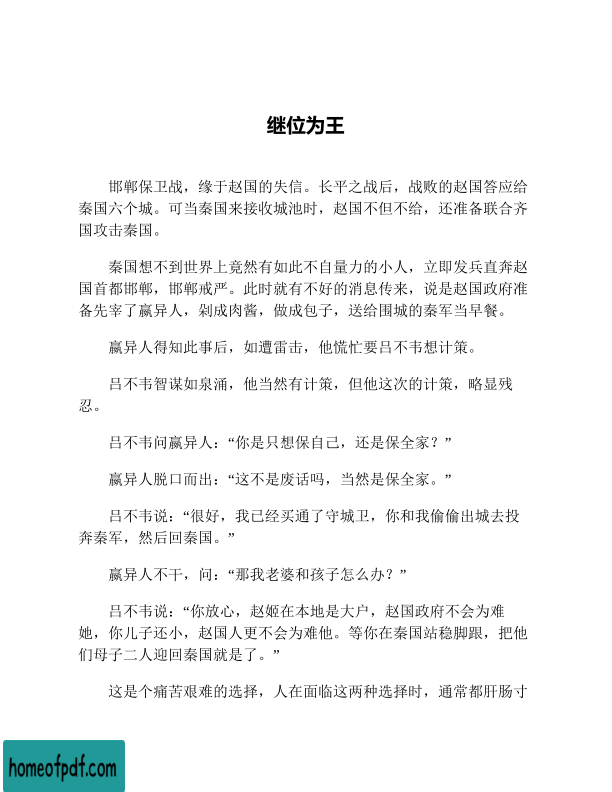 继位为王
邯郸保卫战，缘于赵国的失信。长平之战后，战败的赵国答应给
秦国六个城。可当秦国来接收城池时，赵国不但不给，还准备联合齐
国攻击秦国。
秦国想不到世界上竟然有如此不自量力的小人，立即发兵直奔赵
国首都邯郸，邯郸戒严。此时就有不好的消息传来，说是赵国政府准
备先宰了嬴异人，剁成肉酱，做成包子，送给围城的秦军当早餐。
嬴异人得知此事后，如遭雷击，他慌忙要吕不韦想计策。
吕不韦智谋如泉涌，他当然有计策，但他这次的计策，略显残
忍。
吕不韦问嬴异人：“你是只想保自己，还是保全家？”
嬴异人脱口而出：“这不是废话吗，当然是保全家。”
吕不韦说：“很好，我已经买通了守城卫，你和我偷偷出城去投
奔秦军，然后回秦国。”
嬴异人不干，问：“那我老婆和孩子怎么办？”
吕不韦说：“你放心，赵姬在本地是大户，赵国政府不会为难
她，你儿子还小，赵国人更不会为难他。等你在秦国站稳脚跟，把他
们母子二人迎回秦国就是了。”
这是个痛苦艰难的选择，人在面临这两种选择时，通常都肝肠寸
homeofpdf.com